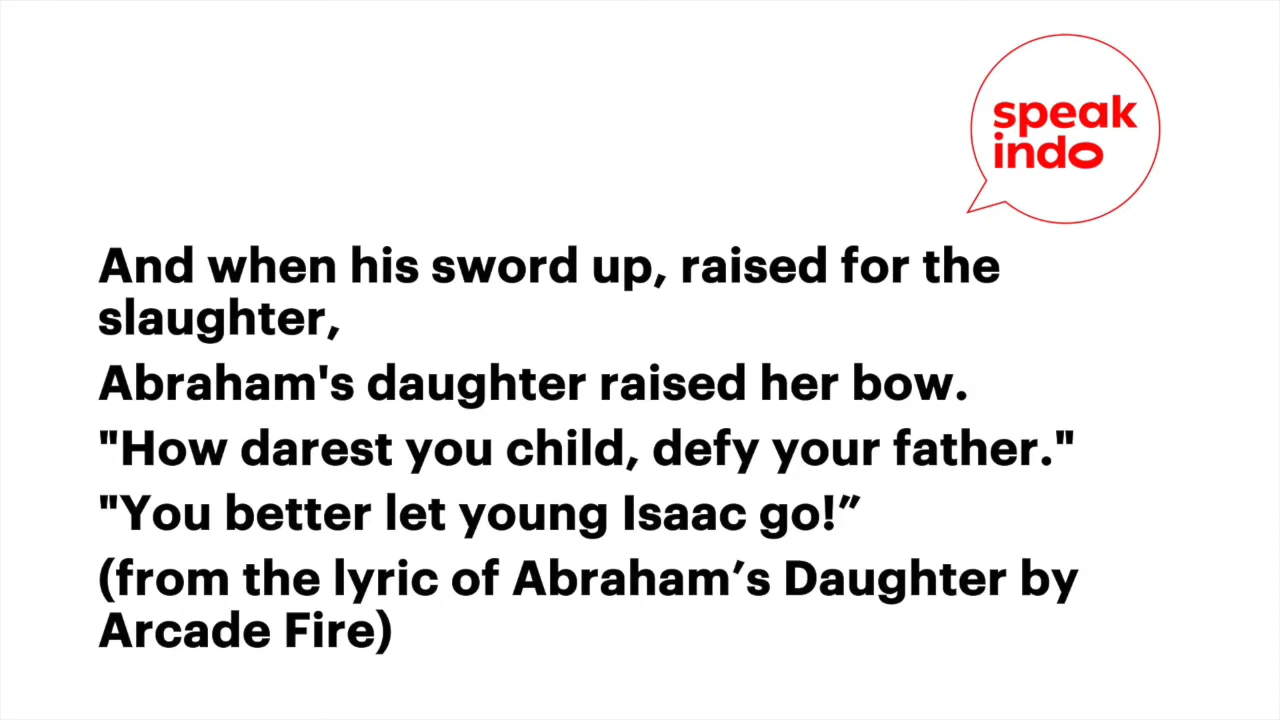 speak
indo
And when his sword up, raised for the
slaughter,
Abraham's daughter raised her bow.
"How darest you child, defy your father."
"You better let young Isaac go!”
(from the lyric of Abraham’s Daughter by
Arcade Fire)